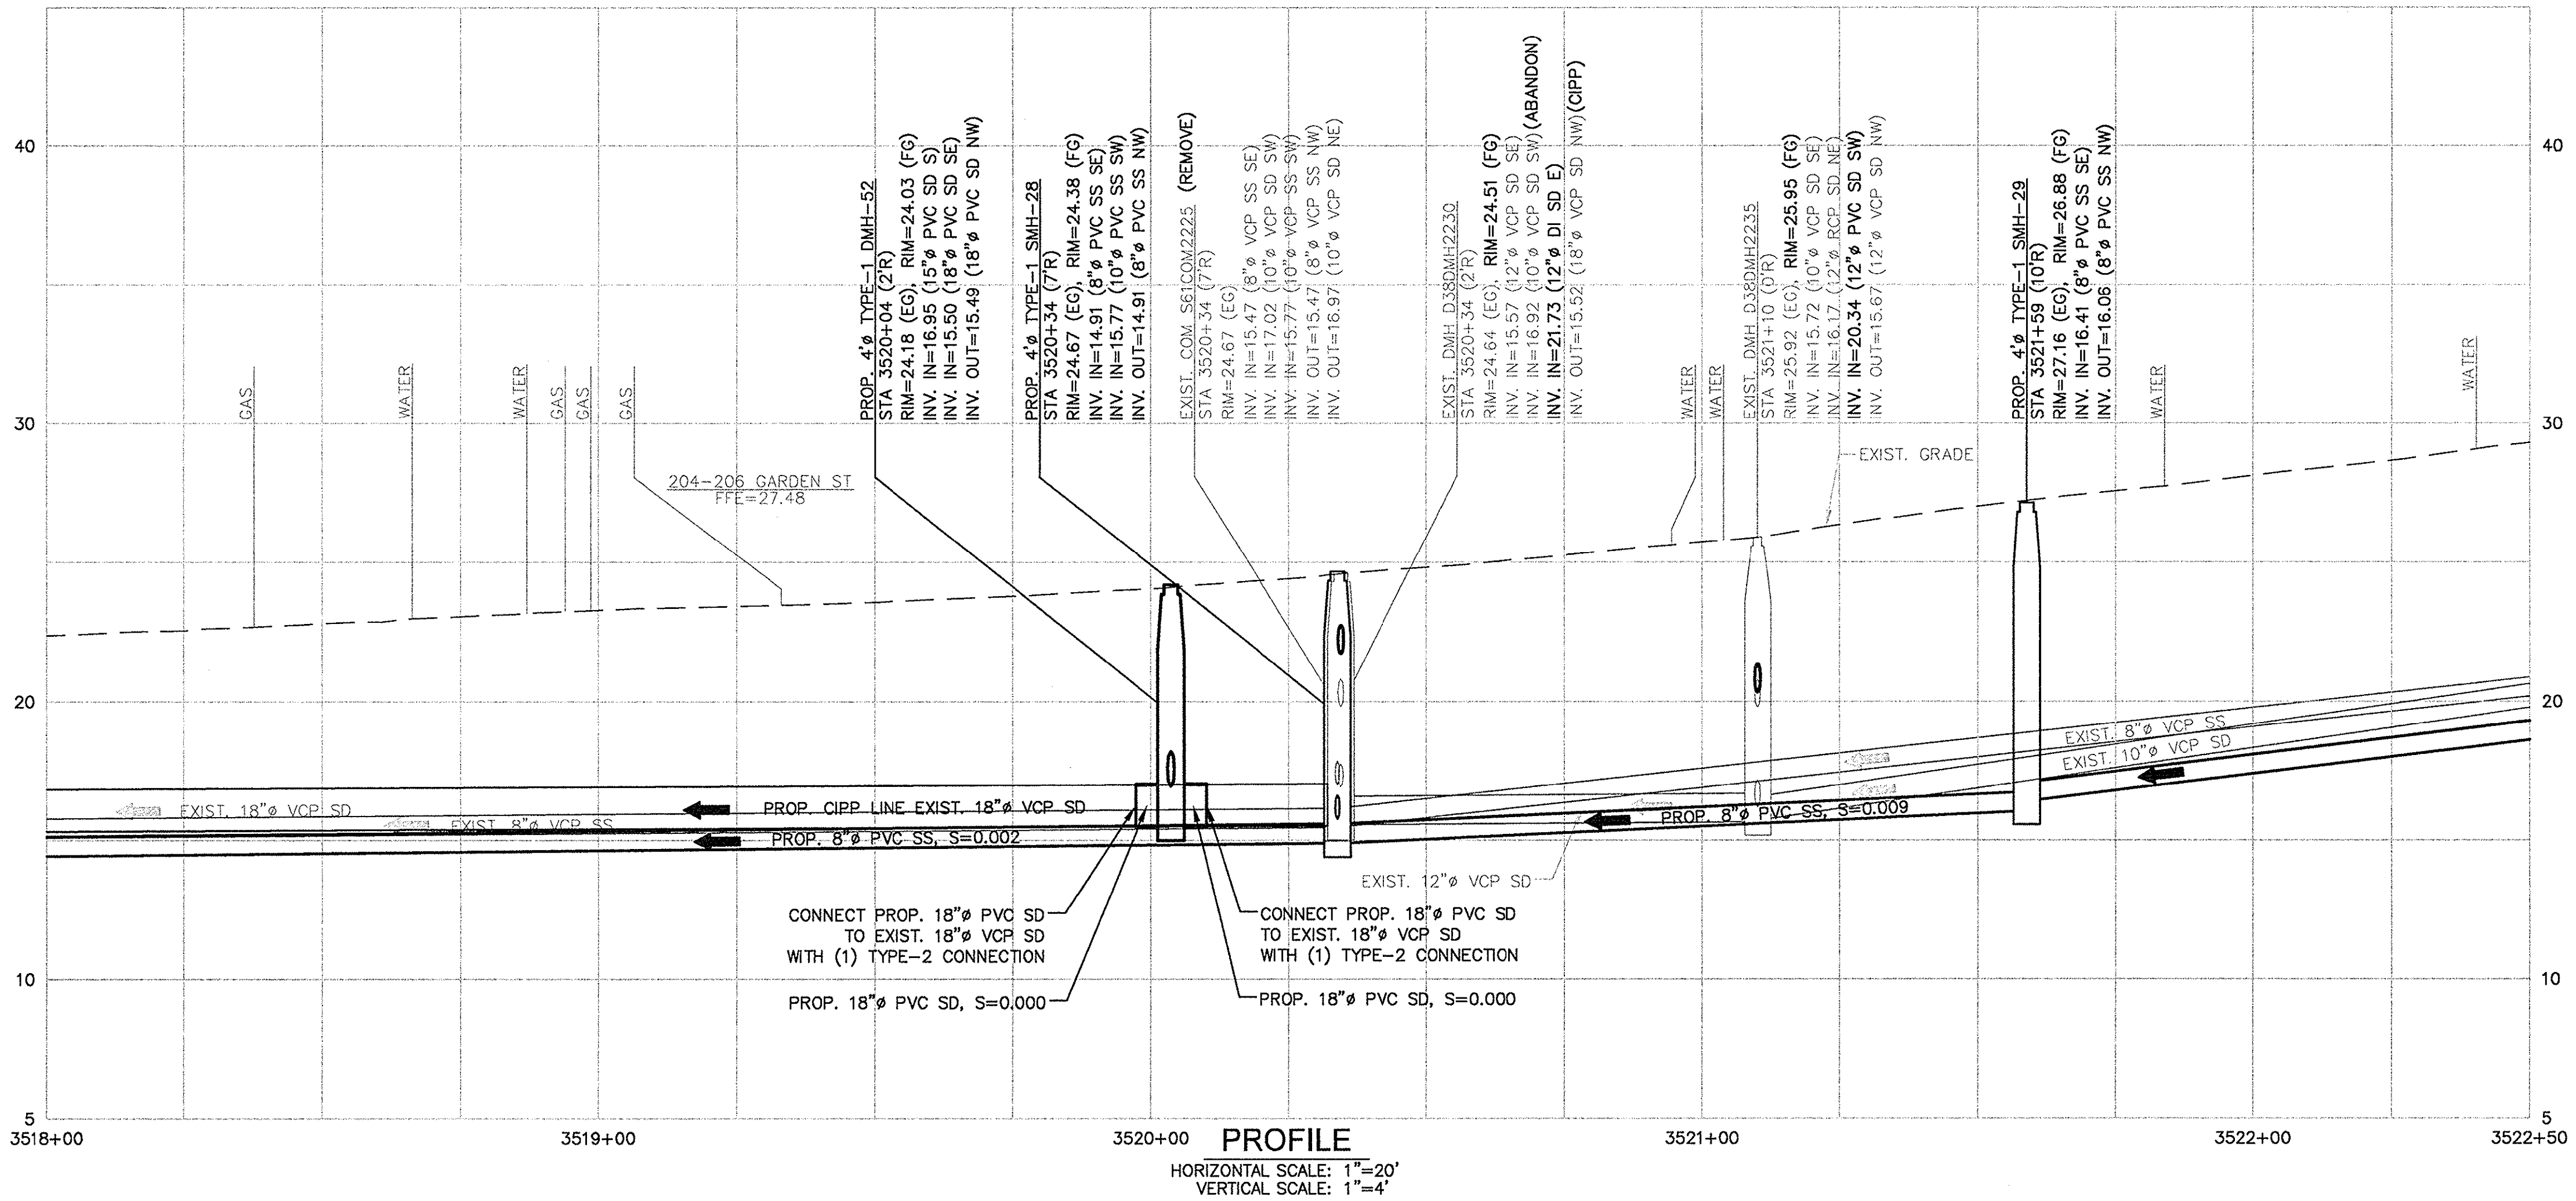 40
30
20
10
5
40
30
20
10
5
GAS
WATER
WATER
GAS
GAS
GAS
204-206 GARDEN ST
FFE=27.48
PROP. 4'ø TYPE-1 DMH-52
STA 3520+04 (2'R)
RIM=24.18 (EG), RIM=24.03 (FG)
INV. IN=16.95 (15"ø PVC SD S)
INV. IN=15.50 (18"ø PVC SD SE)
INV. OUT=15.49 (18"ø PVC SD NW)
PROP. 4'ø TYPE-1 SMH-28
STA 3520+34 (7'R)
RIM=24.67 (EG), RIM=24.38 (FG)
INV. IN=14.91 (8"ø PVC SS SE)
INV. IN=15.77 (10"ø PVC SS SW)
INV. OUT=14.91 (8"ø PVC SS NW)
EXIST. COM S61COM2225 (REMOVE)
STA 3520+34 (7'R)
RIM=24.67 (EG)
INV. IN=15.47 (8"ø VCP SS SE)
INV. IN=17.02 (10"ø VCP SD SW)
INV. IN=15.77 (10"ø VCP SS SW)
INV. OUT=15.47 (8"ø VCP SS NW)
INV. OUT=16.97 (10"ø VCP SD NE)
EXIST. DMH D38DMH2230
STA 3520+34 (2'R)
RIM=24.64 (EG), RIM=24.51 (FG)
INV. IN=15.57 (12"ø VCP SD SE)
INV. IN=16.92 (10"ø VCP SD SW) (ABANDON)
INV. IN=21.73 (12"ø DI SD E)
INV. OUT=15.52 (18"ø VCP SD NW) (CIPP)
WATER
WATER
EXIST. DMH D38DMH2235
STA 3521+10 (0'R)
RIM=25.92 (EG), RIM=25.95 (FG)
INV. IN=15.72 (10"ø VCP SD SE)
INV. IN=16.17 (12"ø RCP SD NE)
INV. IN=20.34 (12"ø PVC SD SW)
INV. OUT=15.67 (12"ø VCP SD NW)
EXIST. GRADE
PROP. 4'ø TYPE-1 SMH-29
STA 3521+59 (10'R)
RIM=27.16 (EG), RIM=26.88 (FG)
INV. IN=16.41 (8"ø PVC SS SE)
INV. OUT=16.06 (8"ø PVC SS NW)
WATER
WATER
EXIST. 8"ø VCP SS
EXIST. 10"ø VCP SD
EXIST. 18"ø VCP SD
PROP. CIPP LINE EXIST. 18"ø VCP SD
EXIST. 8"ø VCP SS
PROP. 8"ø PVC SS, S=0.002
PROP. 8"ø PVC SS, S=0.009
EXIST. 12"ø VCP SD
CONNECT PROP. 18"ø PVC SD
TO EXIST. 18"ø VCP SD
WITH (1) TYPE-2 CONNECTION
PROP. 18"ø PVC SD, S=0.000
CONNECT PROP. 18"ø PVC SD
TO EXIST. 18"ø VCP SD
WITH (1) TYPE-2 CONNECTION
PROP. 18"ø PVC SD, S=0.000
3518+00
3519+00
3520+00
3521+00
3522+00
3522+50
PROFILE
HORIZONTAL SCALE: 1"=20'
VERTICAL SCALE: 1"=4'